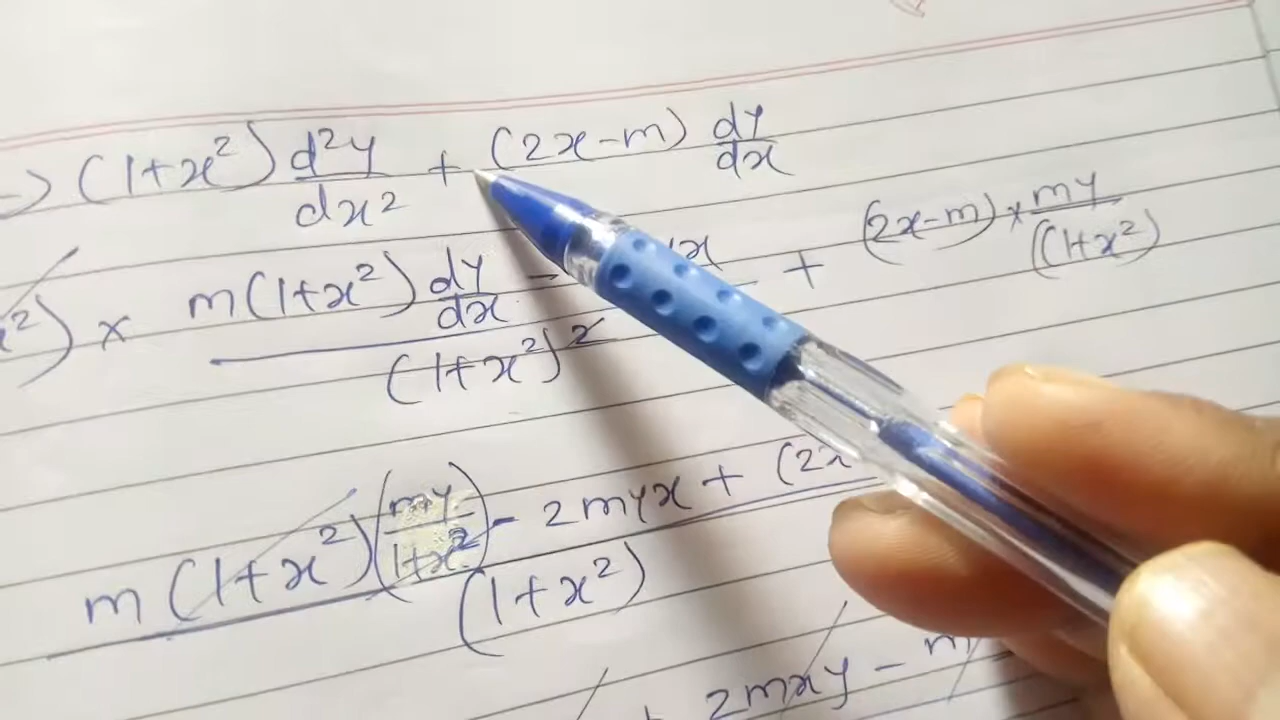 → (1+x²) d²y/dx² + (2x-m) dy/dx
x²) × m(1+x²) dy/dx - x / (1+x²)² + (2x-m) × my/(1+x²)
m(1+x²)(my/1+x²) - 2myx + (2x / (1+x²)
+ 2mxy - m